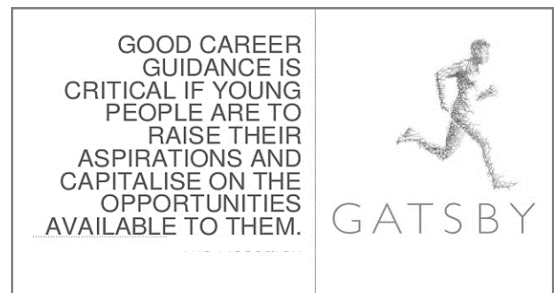 GOOD CAREER
GUIDANCE IS
CRITICAL IF YOUNG
PEOPLE ARE TO
RAISE THEIR
ASPIRATIONS AND
CAPITALISE ON THE
OPPORTUNITIES
AVAILABLE TO THEM.
GATSBY